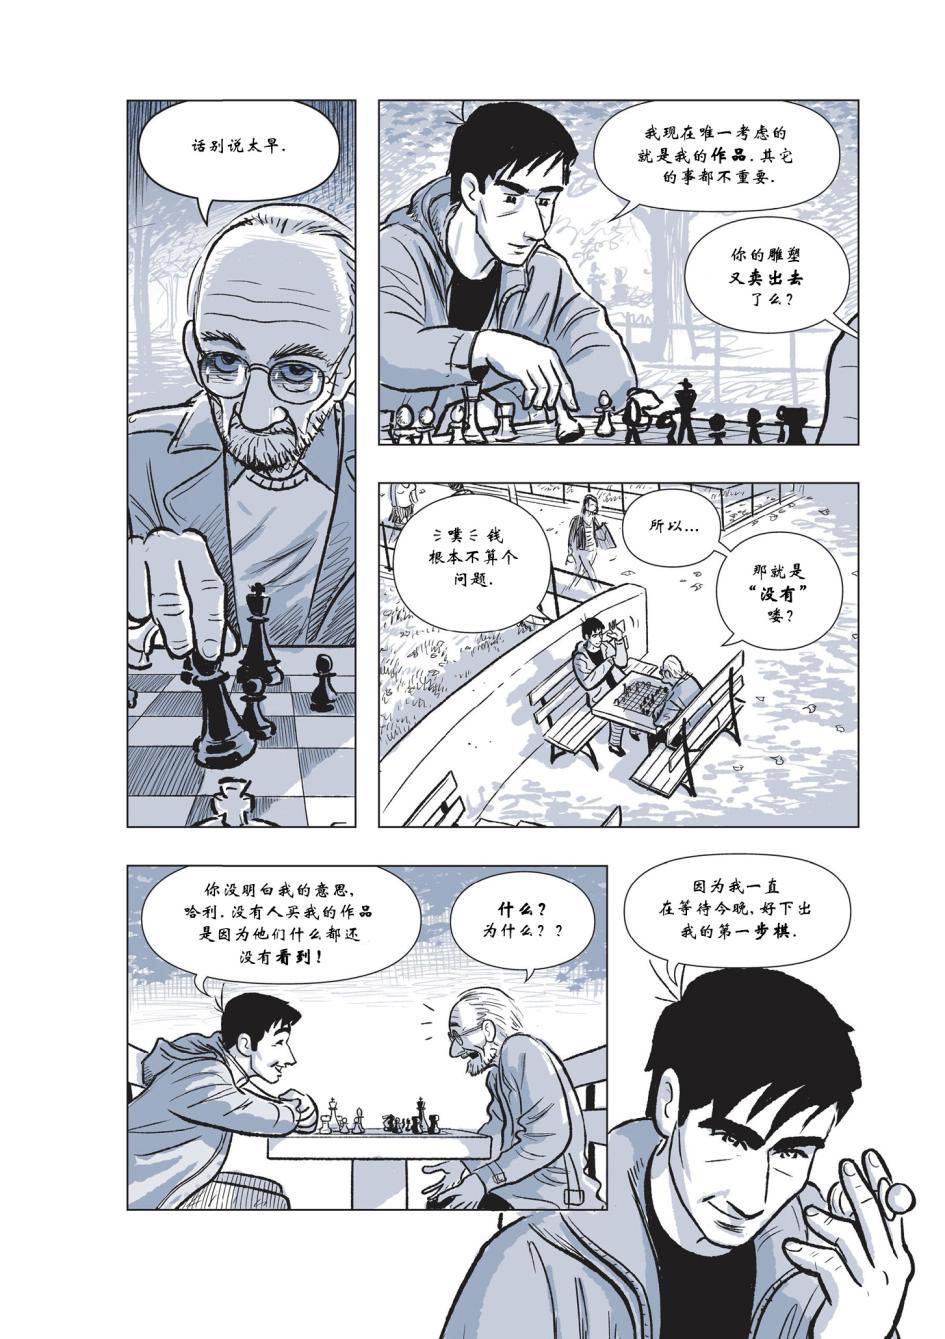 话别说太早.
我现在唯一考虑的
就是我的作品. 其它
的事都不重要.
你的雕塑
又卖出去
了么?
噗 钱
根本不算个
问题.
所以...
那就是
“没有”
喽?
你没明白我的意思,
哈利. 没有人买我的作品
是因为他们什么都还
没有看到!
什么?
为什么? ?
因为我一直
在等待今晚, 好下出
我的第一步棋.